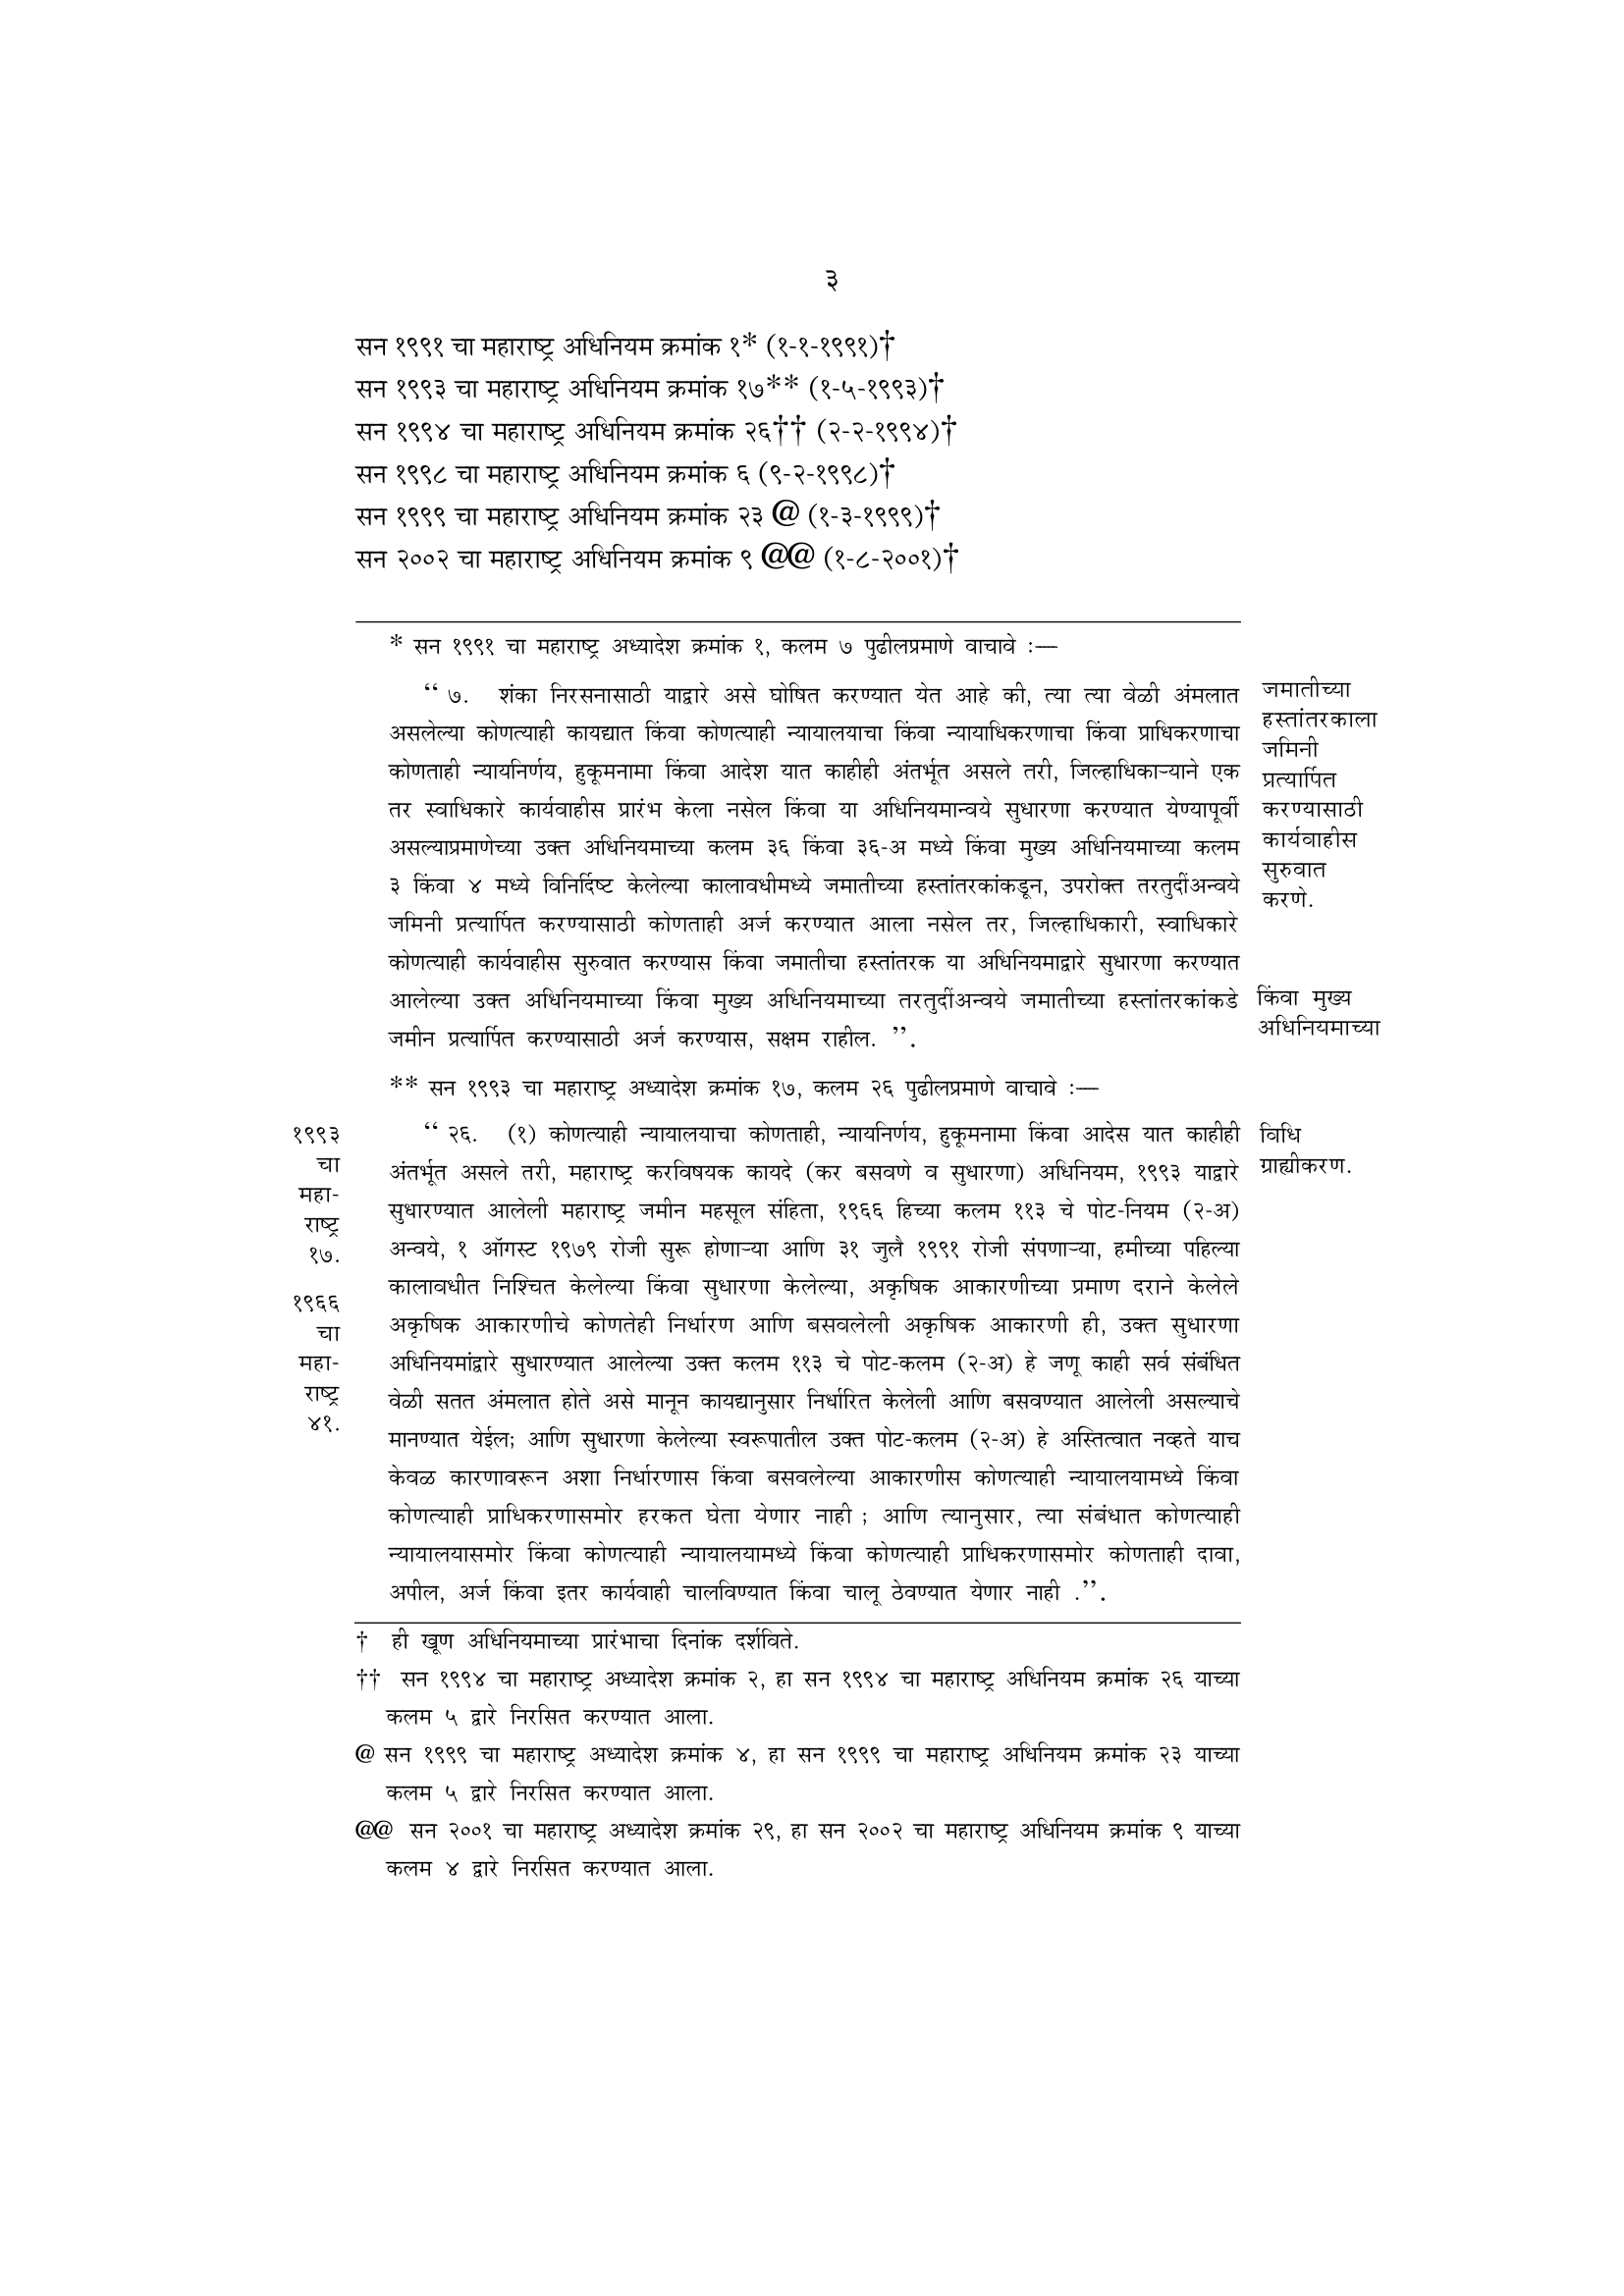 ३
सन १९९१ चा महाराष्ट्र अधिनियम क्रमांक १* (१-१-१९९१)†
सन १९९३ चा महाराष्ट्र अधिनियम क्रमांक १७** (१-५-१९९३)†
सन १९९४ चा महाराष्ट्र अधिनियम क्रमांक २६†† (२-२-१९९४)†
सन १९९८ चा महाराष्ट्र अधिनियम क्रमांक ६ (९-२-१९९८)†
सन १९९९ चा महाराष्ट्र अधिनियम क्रमांक २३ @ (१-३-१९९९)†
सन २००२ चा महाराष्ट्र अधिनियम क्रमांक ९ @@ (१-८-२००१)†
* सन १९९१ चा महाराष्ट्र अध्यादेश क्रमांक १, कलम ७ पुढीलप्रमाणे वाचावे :—
“ ७. शंका निरसनासाठी याद्वारे असे घोषित करण्यात येत आहे की, त्या त्या वेळी अंमलात
असलेल्या कोणत्याही कायद्यात किंवा कोणत्याही न्यायालयाचा किंवा न्यायाधिकरणाचा किंवा प्राधिकरणाचा
कोणताही न्यायनिर्णय, हुकूमनामा किंवा आदेश यात काहीही अंतर्भूत असले तरी, जिल्हाधिकाऱ्याने एक
तर स्वाधिकारे कार्यवाहीस प्रारंभ केला नसेल किंवा या अधिनियमान्वये सुधारणा करण्यात येण्यापूर्वी
असल्याप्रमाणेच्या उक्त अधिनियमाच्या कलम ३६ किंवा ३६-अ मध्ये किंवा मुख्य अधिनियमाच्या कलम
३ किंवा ४ मध्ये विनिर्दिष्ट केलेल्या कालावधीमध्ये जमातीच्या हस्तांतरकांकडून, उपरोक्त तरतुदींअन्वये
जमिनी प्रत्यार्पित करण्यासाठी कोणताही अर्ज करण्यात आला नसेल तर, जिल्हाधिकारी, स्वाधिकारे
कोणत्याही कार्यवाहीस सुरुवात करण्यास किंवा जमातीचा हस्तांतरक या अधिनियमाद्वारे सुधारणा करण्यात
आलेल्या उक्त अधिनियमाच्या किंवा मुख्य अधिनियमाच्या तरतुदींअन्वये जमातीच्या हस्तांतरकांकडे
जमीन प्रत्यार्पित करण्यासाठी अर्ज करण्यास, सक्षम राहील. ”.
जमातीच्या
हस्तांतरकाला
जमिनी
प्रत्यार्पित
करण्यासाठी
कार्यवाहीस
सुरुवात
करणे.
किंवा मुख्य
अधिनियमाच्या
** सन १९९३ चा महाराष्ट्र अध्यादेश क्रमांक १७, कलम २६ पुढीलप्रमाणे वाचावे :—
१९९३
चा
महा-
राष्ट्र
१७.
१९६६
चा
महा-
राष्ट्र
४१.
“ २६. (१) कोणत्याही न्यायालयाचा कोणताही, न्यायनिर्णय, हुकूमनामा किंवा आदेस यात काहीही
अंतर्भूत असले तरी, महाराष्ट्र करविषयक कायदे (कर बसवणे व सुधारणा) अधिनियम, १९९३ याद्वारे
सुधारण्यात आलेली महाराष्ट्र जमीन महसूल संहिता, १९६६ हिच्या कलम ११३ चे पोट-नियम (२-अ)
अन्वये, १ ऑगस्ट १९७९ रोजी सुरू होणाऱ्या आणि ३१ जुलै १९९१ रोजी संपणाऱ्या, हमीच्या पहिल्या
कालावधीत निश्चित केलेल्या किंवा सुधारणा केलेल्या, अकृषिक आकारणीच्या प्रमाण दराने केलेले
अकृषिक आकारणीचे कोणतेही निर्धारण आणि बसवलेली अकृषिक आकारणी ही, उक्त सुधारणा
अधिनियमांद्वारे सुधारण्यात आलेल्या उक्त कलम ११३ चे पोट-कलम (२-अ) हे जणू काही सर्व संबंधित
वेळी सतत अंमलात होते असे मानून कायद्यानुसार निर्धारित केलेली आणि बसवण्यात आलेली असल्याचे
मानण्यात येईल; आणि सुधारणा केलेल्या स्वरूपातील उक्त पोट-कलम (२-अ) हे अस्तित्वात नव्हते याच
केवळ कारणावरून अशा निर्धारणास किंवा बसवलेल्या आकारणीस कोणत्याही न्यायालयामध्ये किंवा
कोणत्याही प्राधिकरणासमोर हरकत घेता येणार नाही ; आणि त्यानुसार, त्या संबंधात कोणत्याही
न्यायालयासमोर किंवा कोणत्याही न्यायालयामध्ये किंवा कोणत्याही प्राधिकरणासमोर कोणताही दावा,
अपील, अर्ज किंवा इतर कार्यवाही चालविण्यात किंवा चालू ठेवण्यात येणार नाही .”.
विधि
ग्राह्यीकरण.
† ही खूण अधिनियमाच्या प्रारंभाचा दिनांक दर्शविते.
†† सन १९९४ चा महाराष्ट्र अध्यादेश क्रमांक २, हा सन १९९४ चा महाराष्ट्र अधिनियम क्रमांक २६ याच्या
कलम ५ द्वारे निरसित करण्यात आला.
@ सन १९९९ चा महाराष्ट्र अध्यादेश क्रमांक ४, हा सन १९९९ चा महाराष्ट्र अधिनियम क्रमांक २३ याच्या
कलम ५ द्वारे निरसित करण्यात आला.
@@ सन २००१ चा महाराष्ट्र अध्यादेश क्रमांक २९, हा सन २००२ चा महाराष्ट्र अधिनियम क्रमांक ९ याच्या
कलम ४ द्वारे निरसित करण्यात आला.